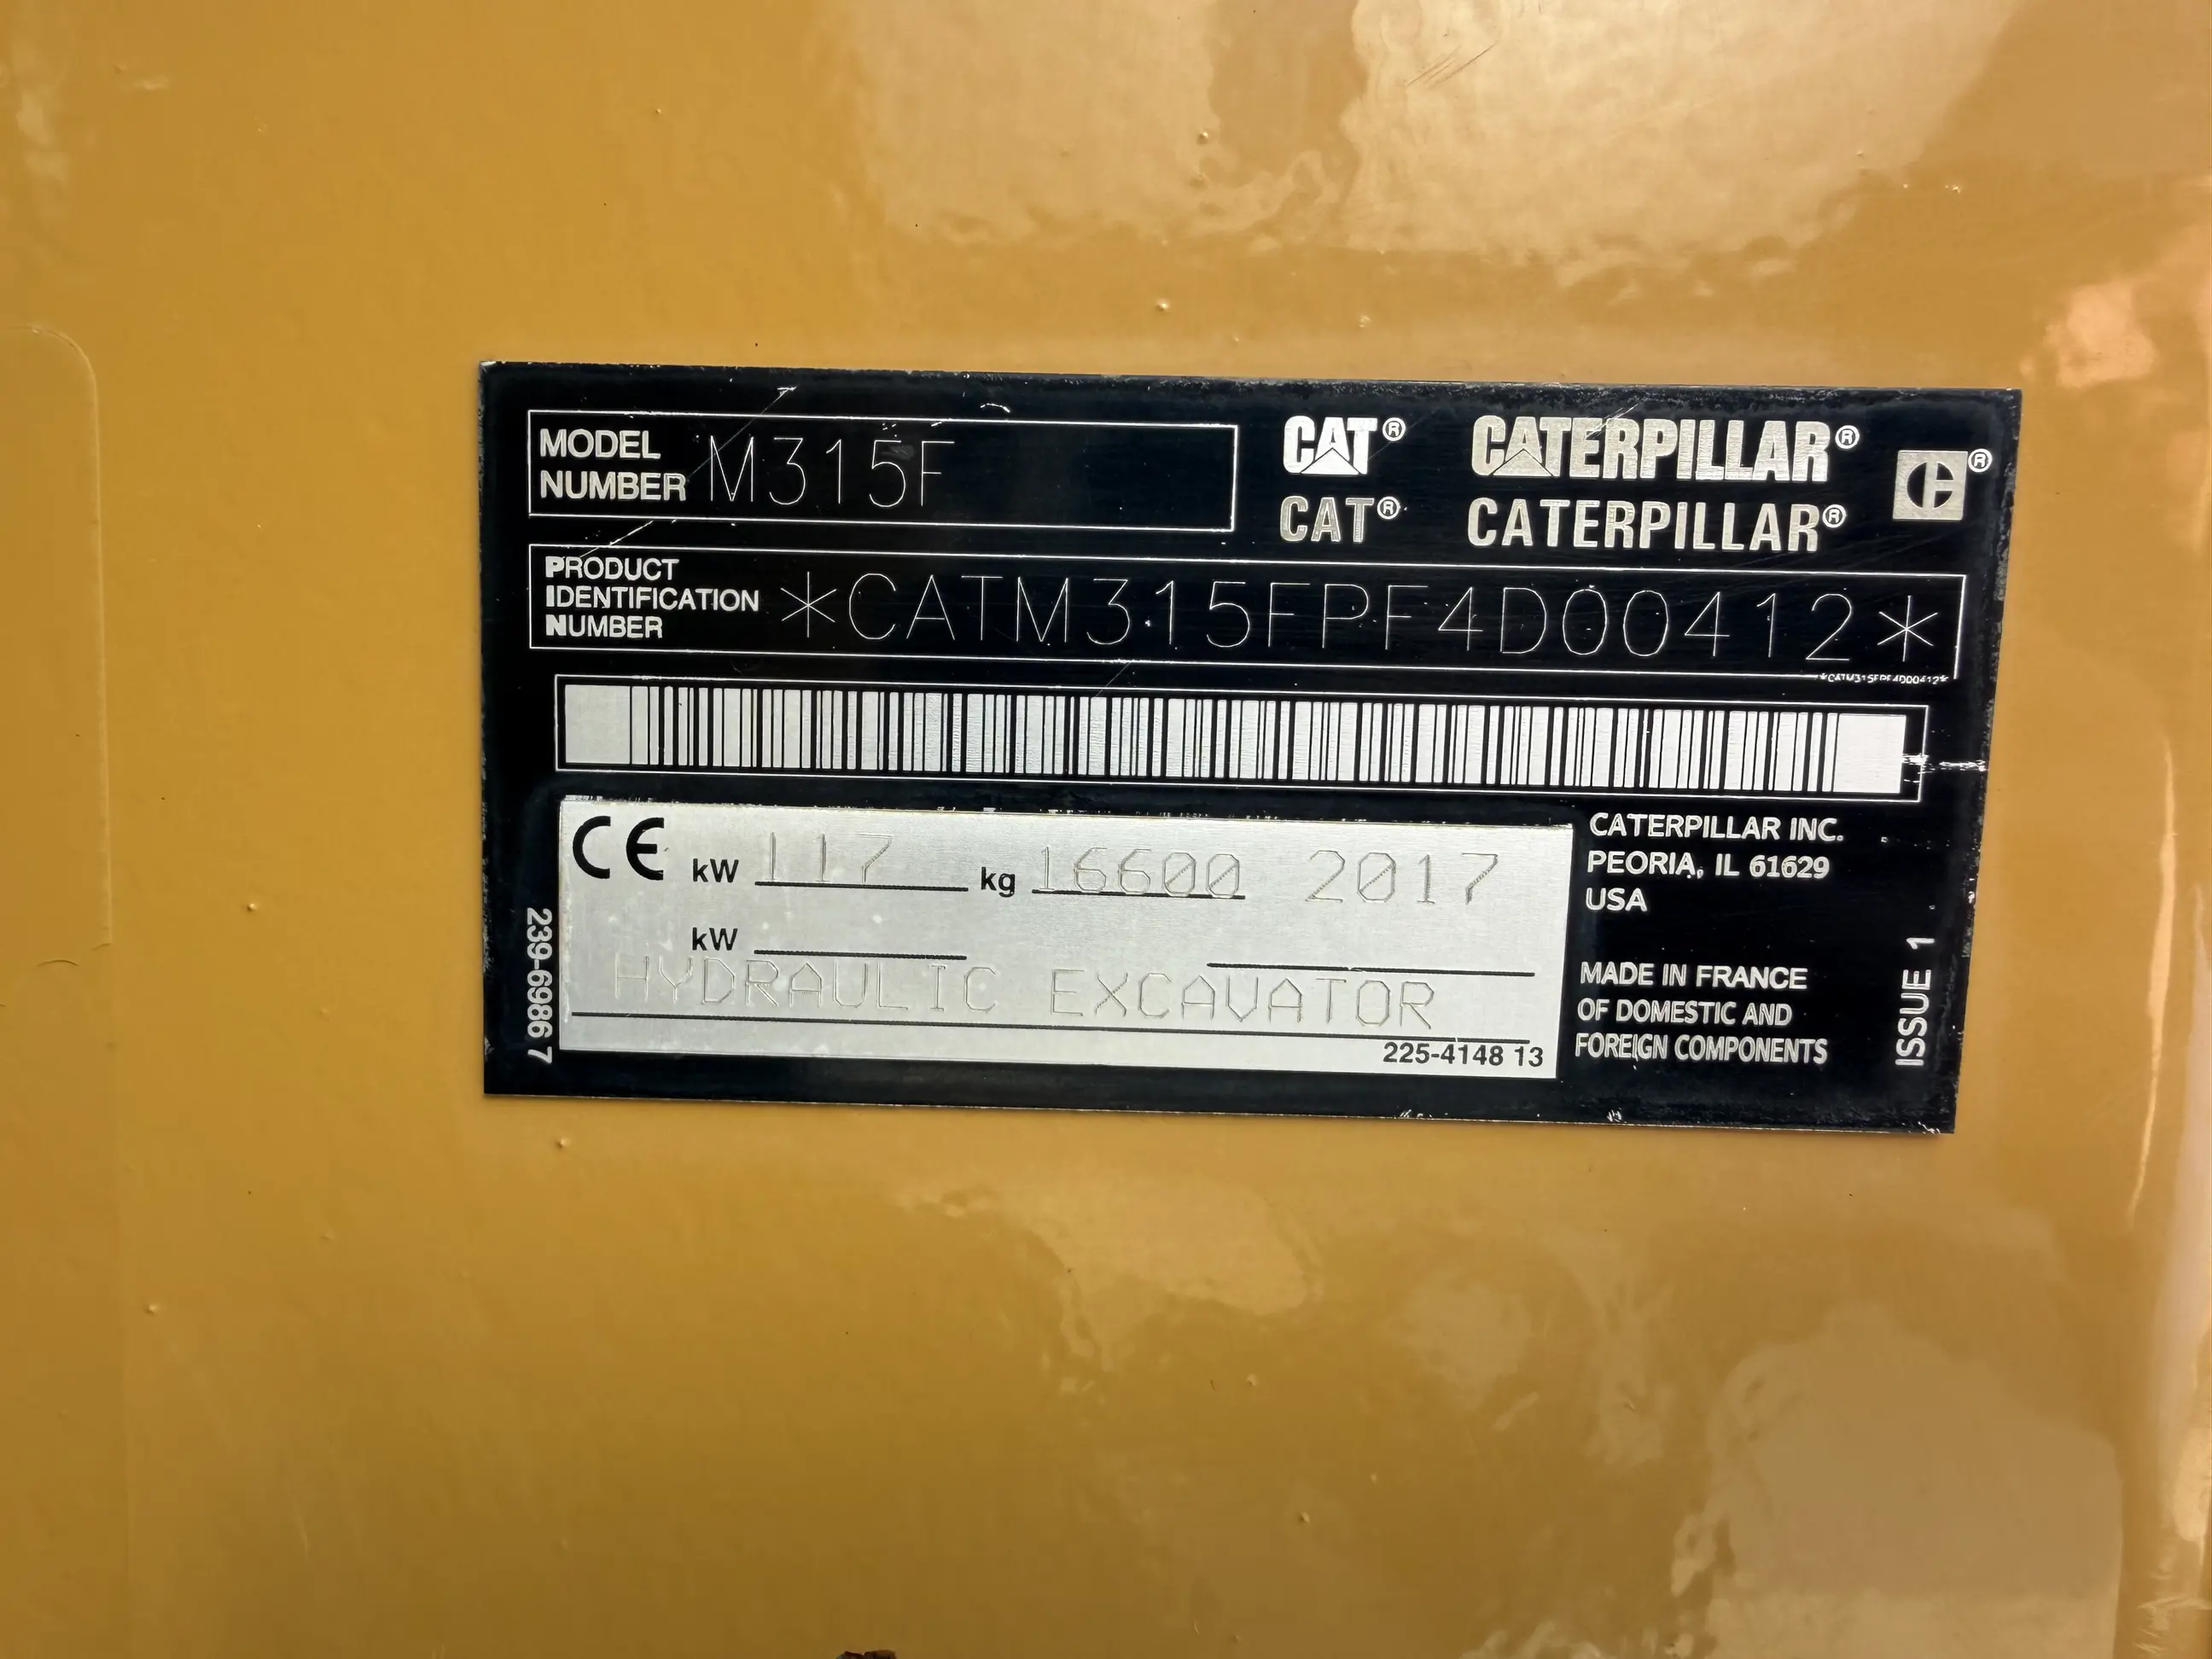 MODEL
NUMBER M315F
CAT® CATERPILLAR®
CAT® CATERPILLAR®
PRODUCT
IDENTIFICATION
NUMBER *CATM315FPF4D00412*
*CATM315FPF4D00412*
CE kW 117 kg 16600 2017
kW
HYDRAULIC EXCAVATOR
225-4148 13
239-6986 7
CATERPILLAR INC.
PEORIA, IL 61629
USA
MADE IN FRANCE
OF DOMESTIC AND
FOREIGN COMPONENTS
ISSUE 1